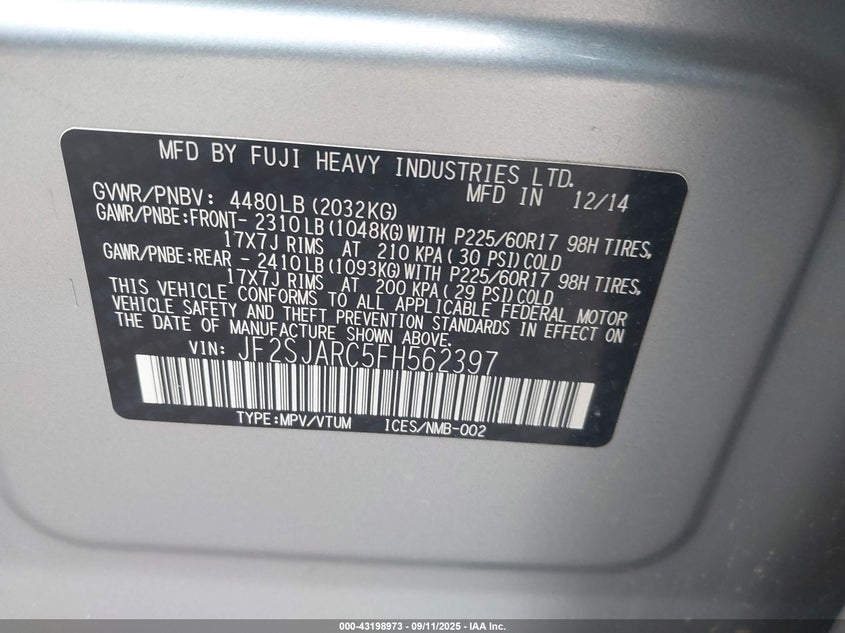 MFD BY FUJI HEAVY INDUSTRIES LTD.
GVWR/PNBV: 4480LB(2032KG) MFD IN 12/14
GAWR/PNBE:FRONT- 2310LB(1048KG)WITH P225/60R17 98H TIRES,
17X7J RIMS AT 210 KPA( 30 PSI)COLD
GAWR/PNBE:REAR - 2410LB(1093KG)WITH P225/60R17 98H TIRES,
17X7J RIMS AT 200 KPA( 29 PSI)COLD
THIS VEHICLE CONFORMS TO ALL APPLICABLE FEDERAL MOTOR
VEHICLE SAFETY AND THEFT PREVENTION STANDARDS IN EFFECT ON
THE DATE OF MANUFACTURE SHOWN ABOVE.
VIN: JF2SJARC5FH562397
TYPE:MPV/VTUM ICES/NMB-002
000-43198973 - 09/11/2025 - IAA Inc.